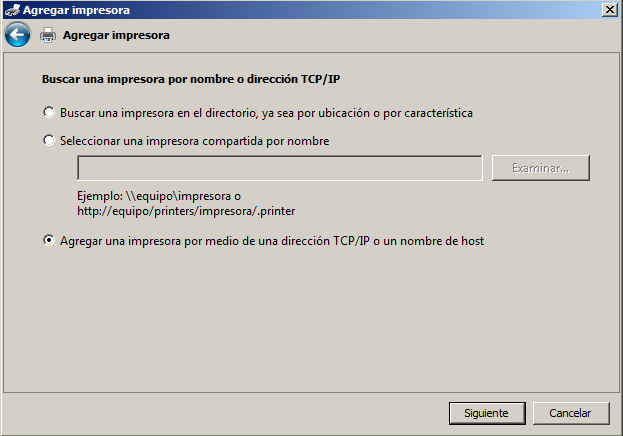 Agregar impresora
Agregar impresora
Buscar una impresora por nombre o dirección TCP/IP
Buscar una impresora en el directorio, ya sea por ubicación o por característica
Seleccionar una impresora compartida por nombre
Examinar...
Ejemplo: \\equipo\impresora o
http://equipo/printers/impresora/.printer
Agregar una impresora por medio de una dirección TCP/IP o un nombre de host
Siguiente
Cancelar